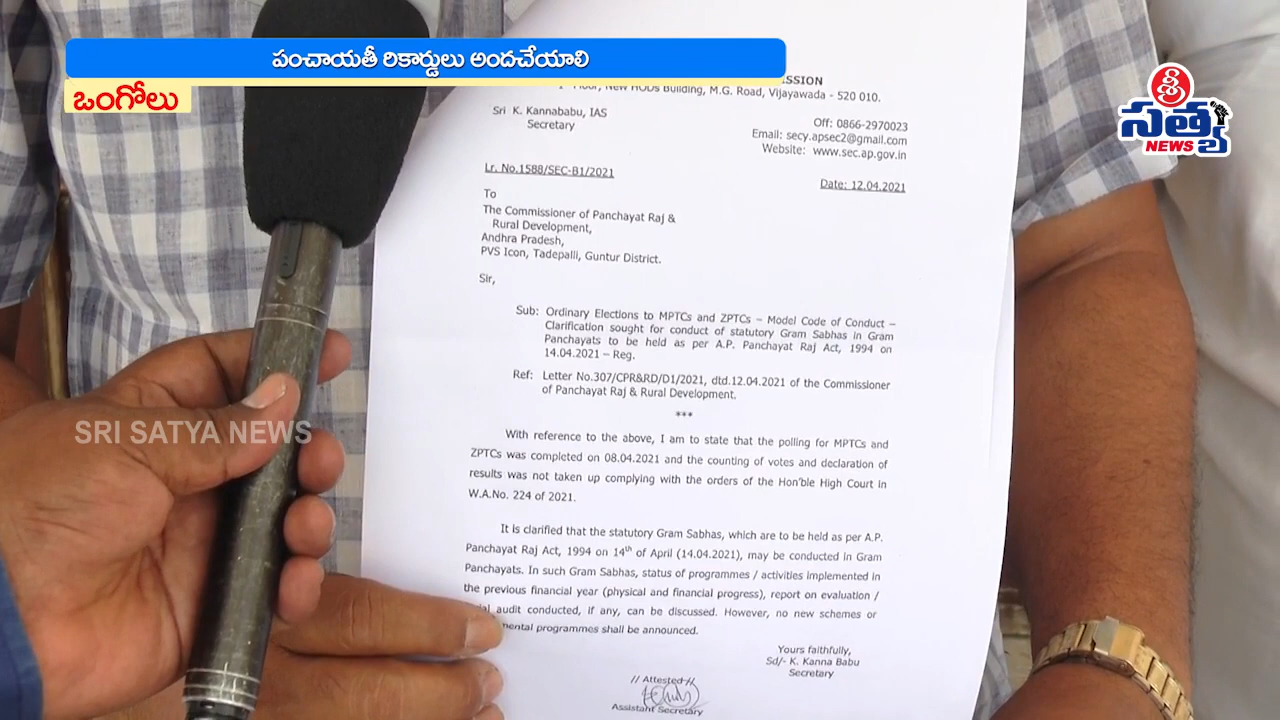 పంచాయతీ రికార్డులు అందచేయాలి
ఒంగోలు
శ్రీ
సత్య
NEWS
Floor, New HODs Building, M.G. Road, Vijayawada - 520 010.
Sri K. Kannababu, IAS
Secretary
Off: 0866-2970023
Email: secy.apsec2@gmail.com
Website: www.sec.ap.gov.in
Lr. No.1588/SEC-B1/2021
Date: 12.04.2021
To
The Commissioner of Panchayat Raj &
Rural Development,
Andhra Pradesh,
PVS Icon, Tadepalli, Guntur District.
Sir,
Sub: Ordinary Elections to MPTCs and ZPTCs – Model Code of Conduct –
Clarification sought for conduct of statutory Gram Sabhas in Gram
Panchayats to be held as per A.P. Panchayat Raj Act, 1994 on
14.04.2021 – Reg.
Ref: Letter No.307/CPR&RD/D1/2021, dtd.12.04.2021 of the Commissioner
of Panchayat Raj & Rural Development.
***
With reference to the above, I am to state that the polling for MPTCs and
ZPTCs was completed on 08.04.2021 and the counting of votes and declaration of
results was not taken up complying with the orders of the Hon'ble High Court in
W.A.No. 224 of 2021.
It is clarified that the statutory Gram Sabhas, which are to be held as per A.P.
Panchayat Raj Act, 1994 on 14th of April (14.04.2021), may be conducted in Gram
Panchayats. In such Gram Sabhas, status of programmes / activities implemented in
the previous financial year (physical and financial progress), report on evaluation /
audit conducted, if any, can be discussed. However, no new schemes or
programmes shall be announced.
Yours faithfully,
Sd/- K. Kanna Babu
Secretary
// Attested //
Assistant Secretary
SRI SATYA NEWS